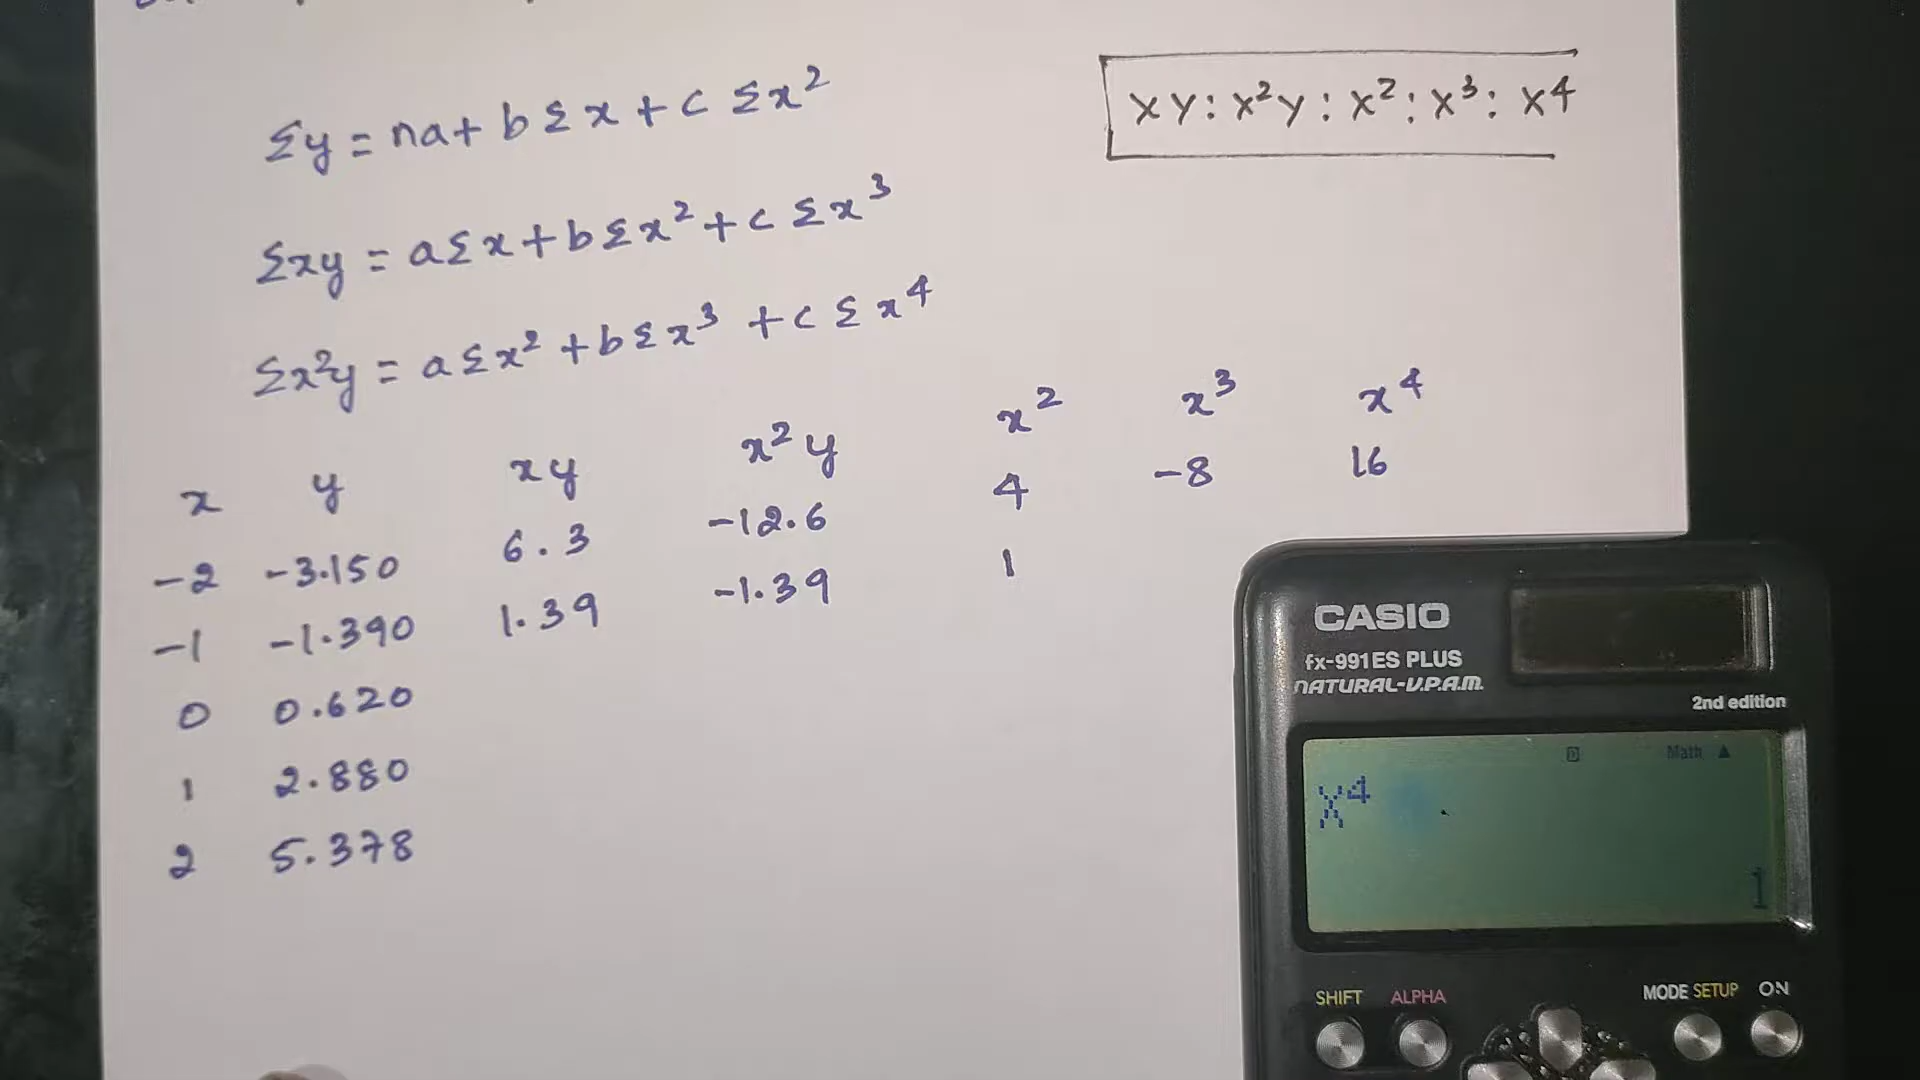 Σy = na + bΣx + cΣx²
XY : X²Y : X² : X³ : X⁴
Σxy = aΣx + bΣx² + cΣx³
Σx²y = aΣx² + bΣx³ + cΣx⁴
x y xy x²y x² x³ x⁴
-2 -3.150 6.3 -12.6 4 -8 16
-1 -1.390 1.39 -1.39 1
0 0.620
1 2.880
2 5.378
CASIO
fx-991ES PLUS
NATURAL-V.P.A.M.
2nd edition
D Math ▲
X⁴
1
SHIFT ALPHA MODE SETUP ON